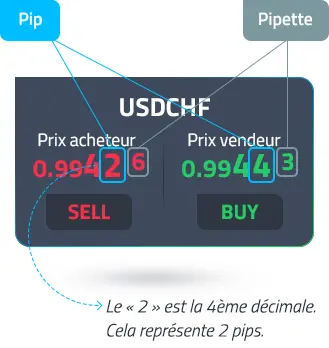 Pip Pipette
USDCHF
Prix acheteur Prix vendeur
0.99426 0.99443
SELL BUY
Le « 2 » est la 4ème décimale.
Cela représente 2 pips.